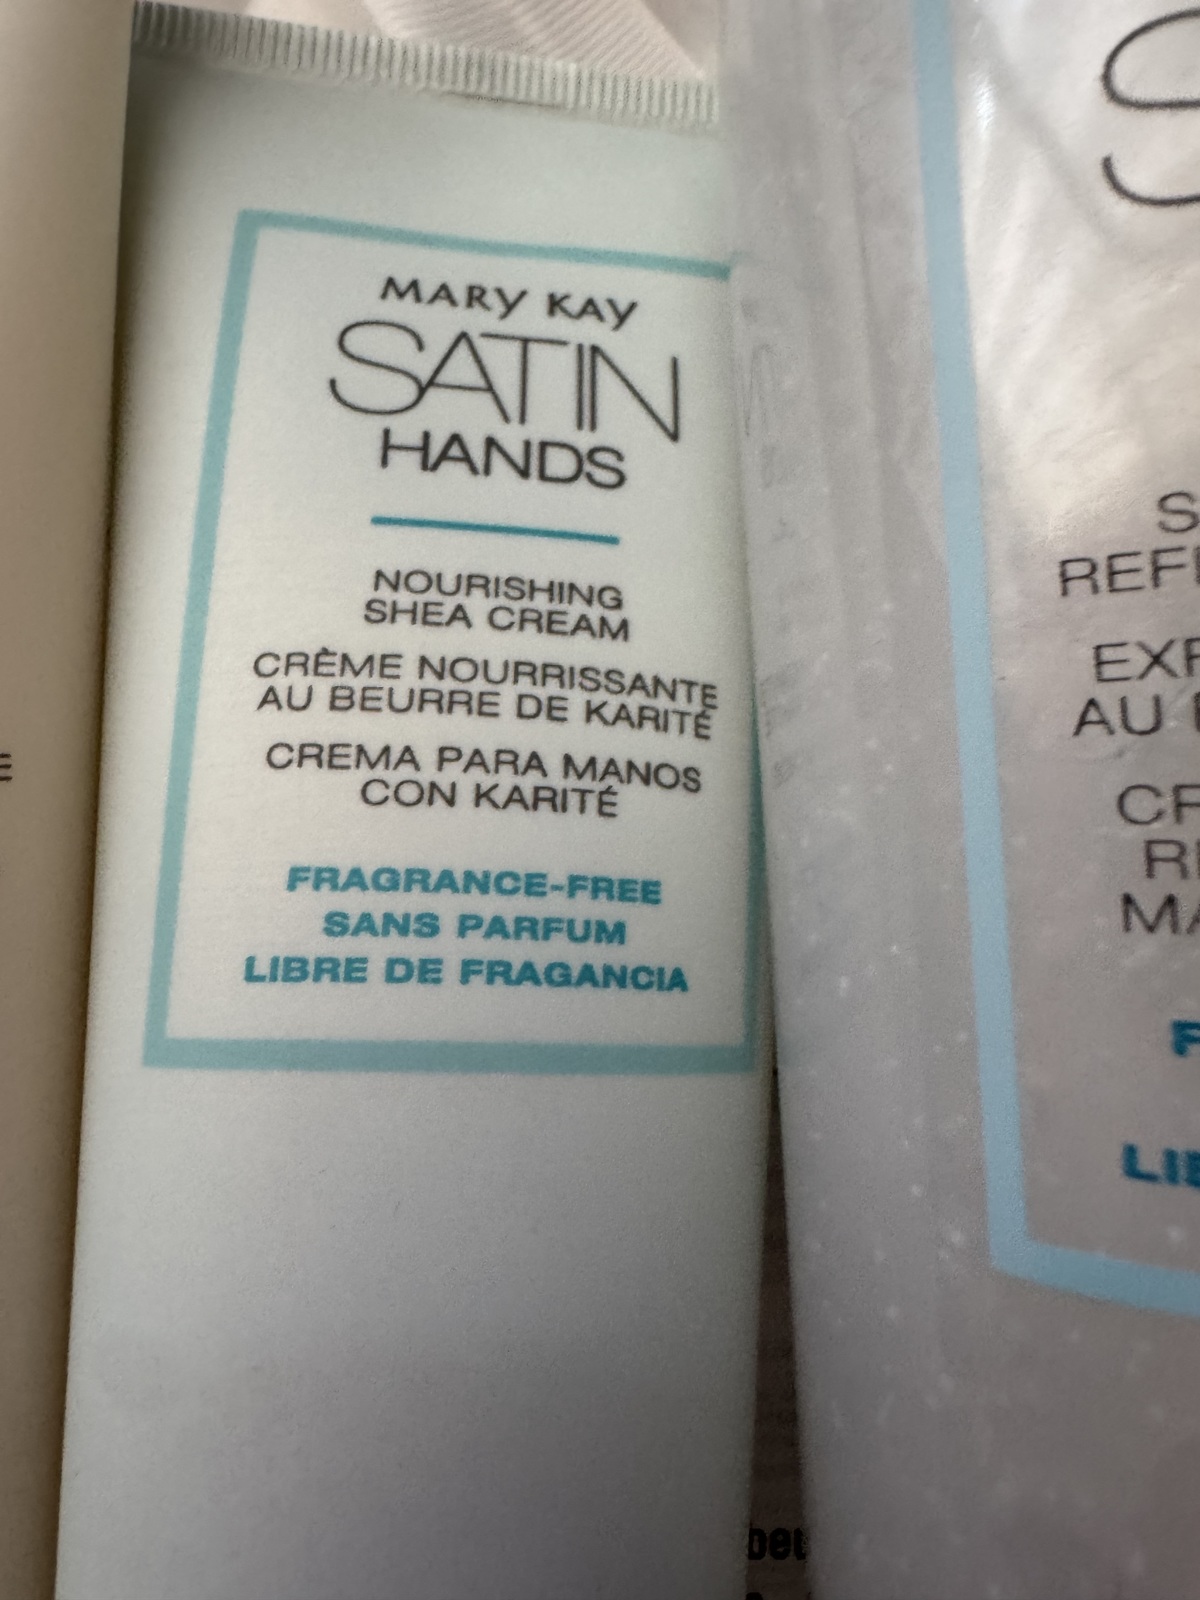 MARY KAY
SATIN
HANDS
NOURISHING
SHEA CREAM
CRÈME NOURRISSANTE
AU BEURRE DE KARITÉ
CREMA PARA MANOS
CON KARITÉ
FRAGRANCE-FREE
SANS PARFUM
LIBRE DE FRAGANCIA
AU